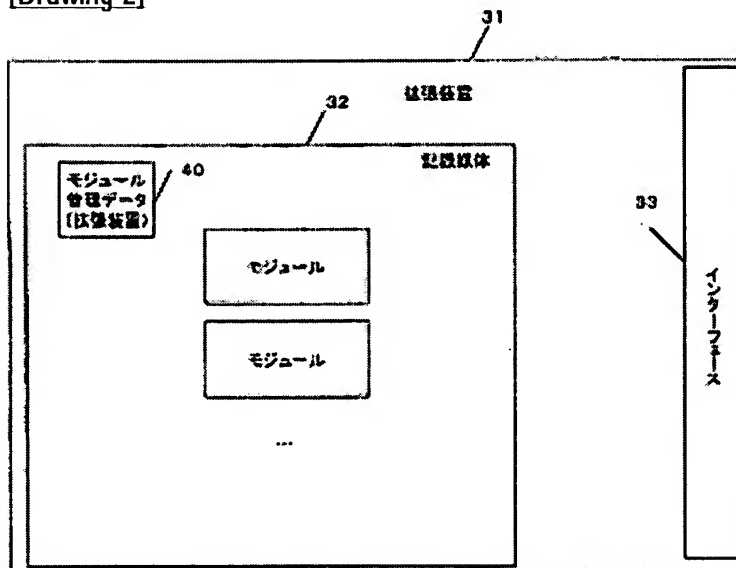 [Drawing 2]
31
拡張装置
32
記録媒体
モジュール
管理データ
(拡張装置)
40
33
モジュール
インターフェース
モジュール
...